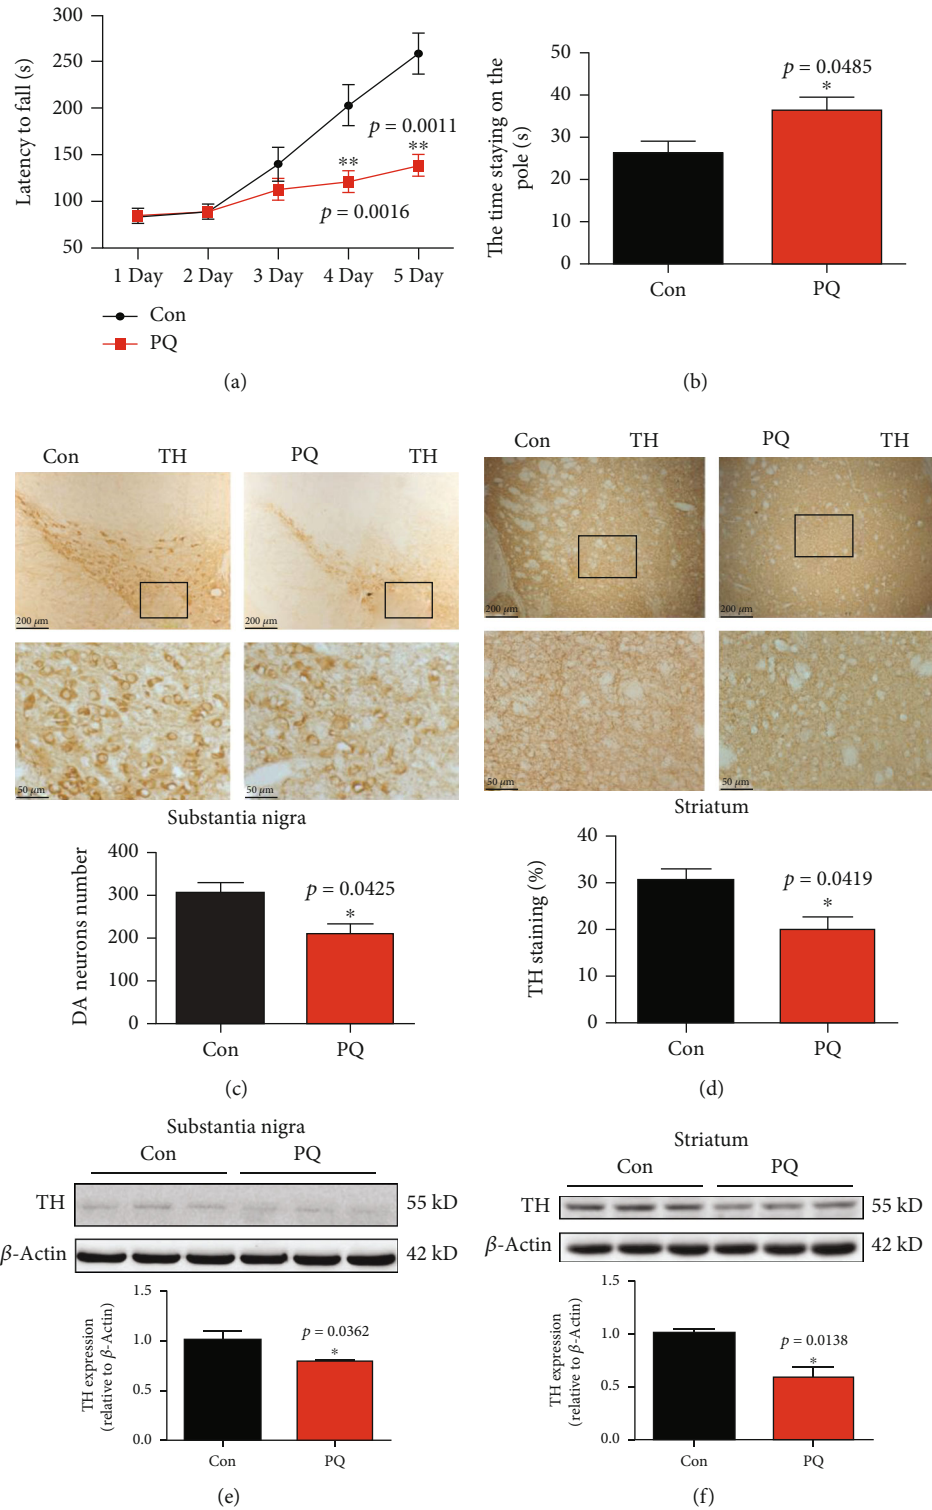 300
250
200
150
100
50
Latency to fall (s)
p = 0.0011
**
**
p = 0.0016
1 Day 2 Day 3 Day 4 Day 5 Day
Con
PQ
(a)
50
40
30
20
10
0
The time staying on the
pole (s)
p = 0.0485
*
Con PQ
(b)
Con TH PQ TH
200 μm 200 μm
50 μm 50 μm
Substantia nigra
400
300
200
100
0
DA neurons number
p = 0.0425
*
Con PQ
(c)
Con TH PQ TH
200 μm 200 μm
50 μm 50 μm
Striatum
40
30
20
10
0
TH staining (%)
p = 0.0419
*
Con PQ
(d)
Substantia nigra
Con PQ
TH 55 kD
β-Actin 42 kD
1.5
1.0
0.5
0.0
TH expression
(relative to β-Actin)
p = 0.0362
*
Con PQ
(e)
Striatum
Con PQ
TH 55 kD
β-Actin 42 kD
1.5
1.0
0.5
0.0
TH expression
(relative to β-Actin)
p = 0.0138
*
Con PQ
(f)